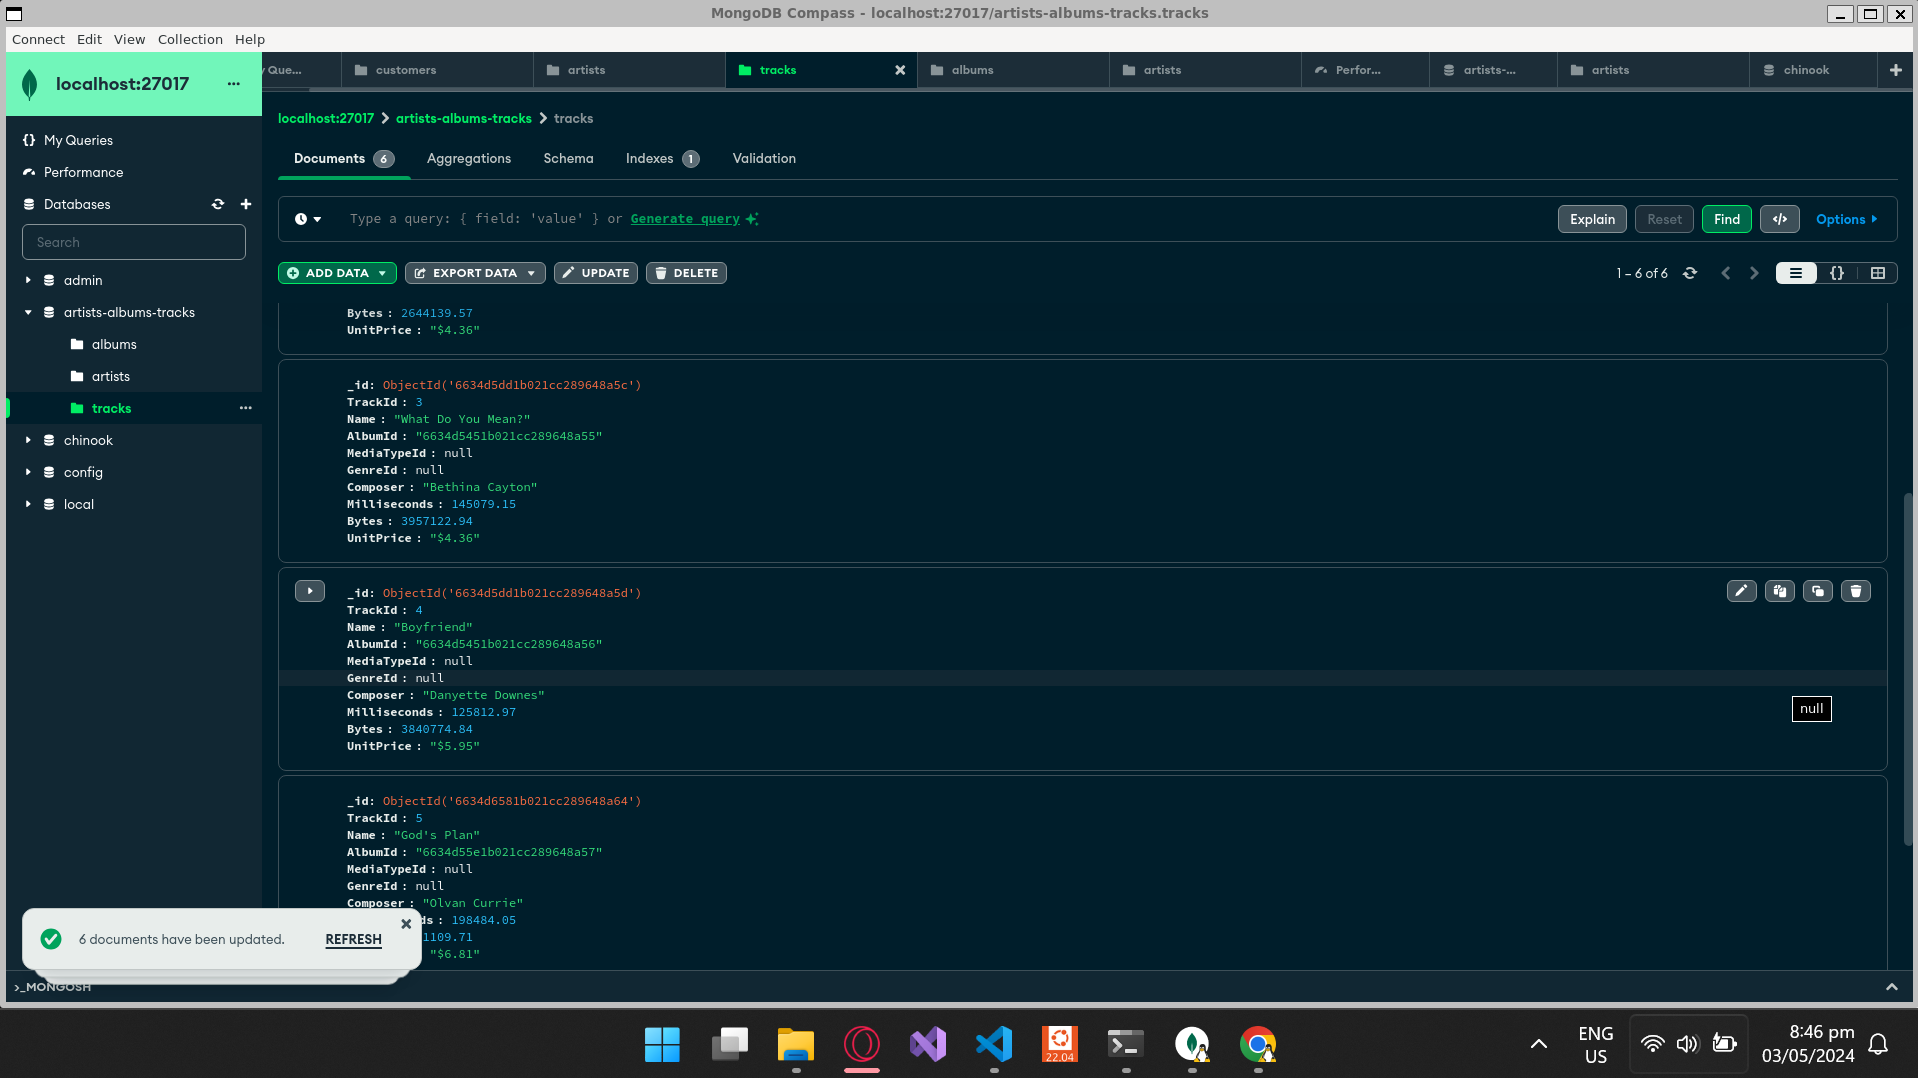 MongoDB Compass - localhost:27017/artists-albums-tracks.tracks
Connect Edit View Collection Help
localhost:27017 ...
y Que... customers artists tracks albums artists Perfor... artists-... artists chinook
{} My Queries
Performance
Databases
Search
admin
artists-albums-tracks
albums
artists
tracks ...
chinook
config
local
localhost:27017 > artists-albums-tracks > tracks
Documents 6 Aggregations Schema Indexes 1 Validation
Type a query: { field: 'value' } or Generate query
Explain Reset Find </> Options
ADD DATA EXPORT DATA UPDATE DELETE
1 – 6 of 6 {}
Bytes : 2644139.57
UnitPrice : "$4.36"
_id: ObjectId('6634d5dd1b021cc289648a5c')
TrackId : 3
Name : "What Do You Mean?"
AlbumId : "6634d5451b021cc289648a55"
MediaTypeId : null
GenreId : null
Composer : "Bethina Cayton"
Milliseconds : 145079.15
Bytes : 3957122.94
UnitPrice : "$4.36"
_id: ObjectId('6634d5dd1b021cc289648a5d')
TrackId : 4
Name : "Boyfriend"
AlbumId : "6634d5451b021cc289648a56"
MediaTypeId : null
GenreId : null
Composer : "Danyette Downes"
Milliseconds : 125812.97
Bytes : 3840774.84
UnitPrice : "$5.95"
null
_id: ObjectId('6634d6581b021cc289648a64')
TrackId : 5
Name : "God's Plan"
AlbumId : "6634d55e1b021cc289648a57"
MediaTypeId : null
GenreId : null
Composer : "Olvan Currie"
ds : 198484.05
1109.71
"$6.81"
6 documents have been updated. REFRESH
>_MONGOSH
22.04
ENG
US
8:46 pm
03/05/2024